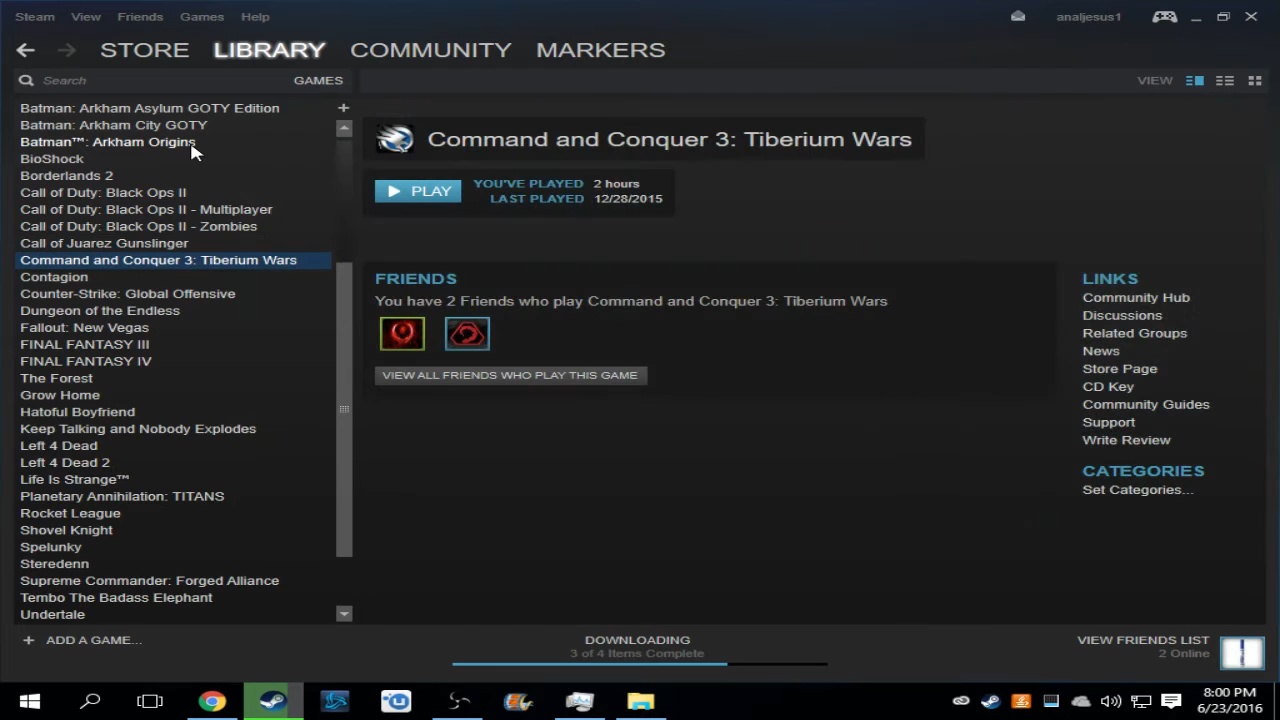 Steam View Friends Games Help analjesus1
STORE LIBRARY COMMUNITY MARKERS
Search GAMES VIEW
Batman: Arkham Asylum GOTY Edition
Batman: Arkham City GOTY
Batman™: Arkham Origins
BioShock
Borderlands 2
Call of Duty: Black Ops II
Call of Duty: Black Ops II - Multiplayer
Call of Duty: Black Ops II - Zombies
Call of Juarez Gunslinger
Command and Conquer 3: Tiberium Wars
Contagion
Counter-Strike: Global Offensive
Dungeon of the Endless
Fallout: New Vegas
FINAL FANTASY III
FINAL FANTASY IV
The Forest
Grow Home
Hatoful Boyfriend
Keep Talking and Nobody Explodes
Left 4 Dead
Left 4 Dead 2
Life Is Strange™
Planetary Annihilation: TITANS
Rocket League
Shovel Knight
Spelunky
Steredenn
Supreme Commander: Forged Alliance
Tembo The Badass Elephant
Undertale
+ ADD A GAME...
Command and Conquer 3: Tiberium Wars
PLAY YOU'VE PLAYED 2 hours
LAST PLAYED 12/28/2015
FRIENDS
You have 2 Friends who play Command and Conquer 3: Tiberium Wars
VIEW ALL FRIENDS WHO PLAY THIS GAME
LINKS
Community Hub
Discussions
Related Groups
News
Store Page
CD Key
Community Guides
Support
Write Review
CATEGORIES
Set Categories...
DOWNLOADING
3 of 4 Items Complete
VIEW FRIENDS LIST
2 Online
8:00 PM
6/23/2016